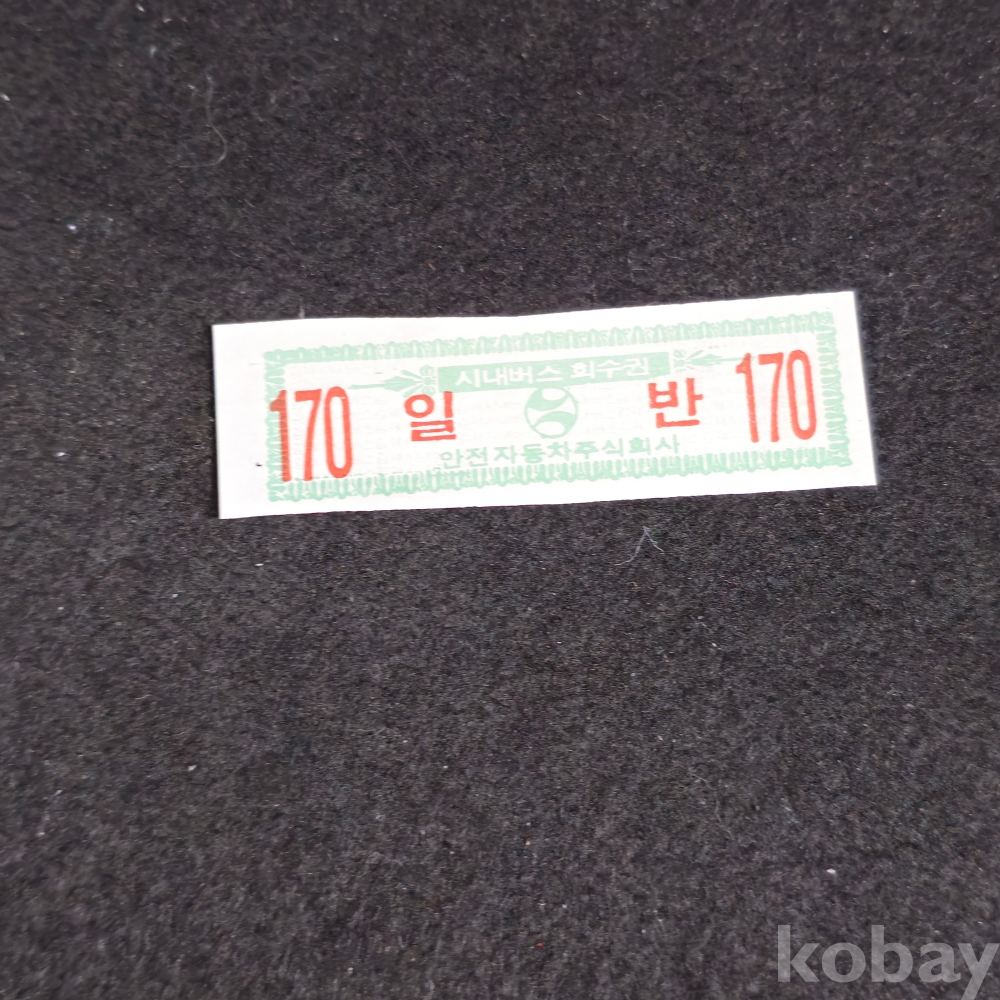 시내버스 회수권
170 일 반 170
안전자동차주식회사
kobay